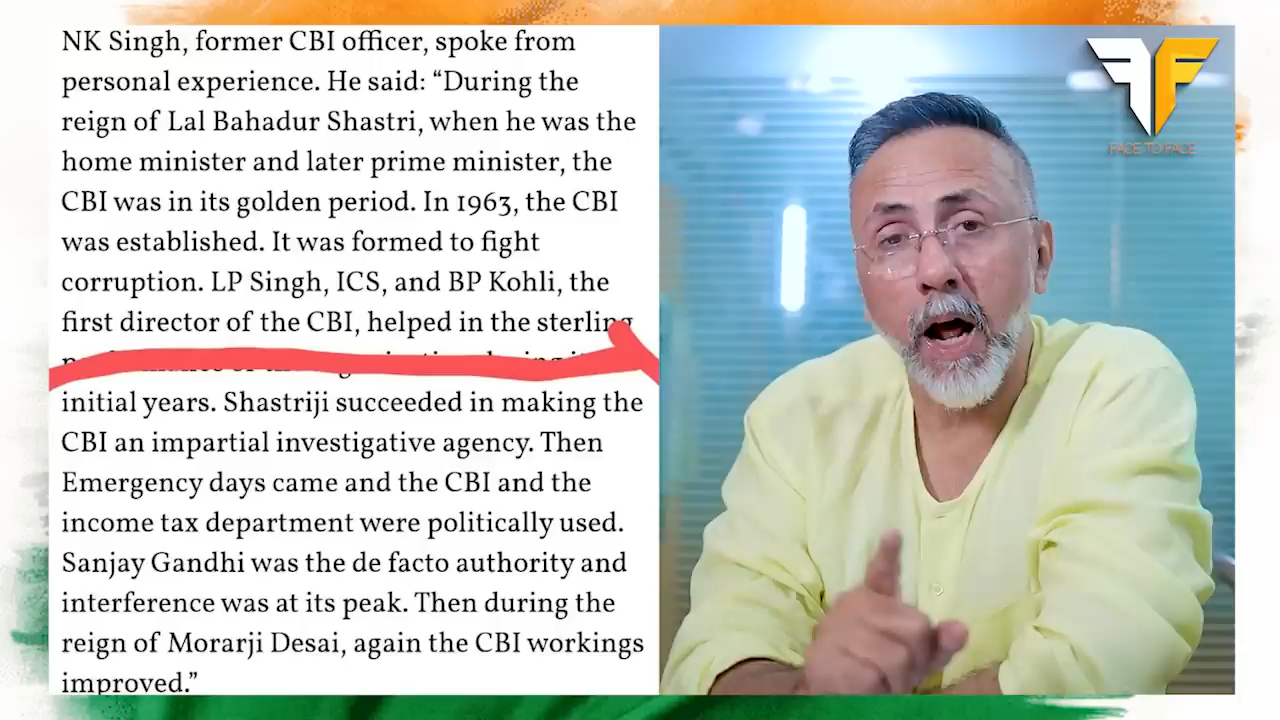 NK Singh, former CBI officer, spoke from
personal experience. He said: “During the
reign of Lal Bahadur Shastri, when he was the
home minister and later prime minister, the
CBI was in its golden period. In 1963, the CBI
was established. It was formed to fight
corruption. LP Singh, ICS, and BP Kohli, the
first director of the CBI, helped in the sterling
initial years. Shastriji succeeded in making the
CBI an impartial investigative agency. Then
Emergency days came and the CBI and the
income tax department were politically used.
Sanjay Gandhi was the de facto authority and
interference was at its peak. Then during the
reign of Morarji Desai, again the CBI workings
improved.”
FF
FACE TO FACE